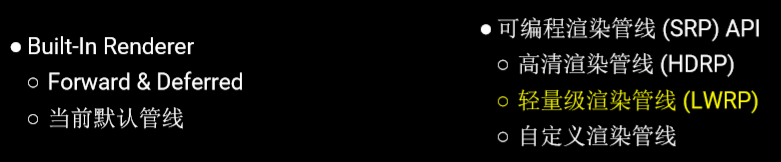 ● Built-In Renderer
○ Forward & Deferred
○ 当前默认管线
● 可编程渲染管线 (SRP) API
○ 高清渲染管线 (HDRP)
○ 轻量级渲染管线 (LWRP)
○ 自定义渲染管线